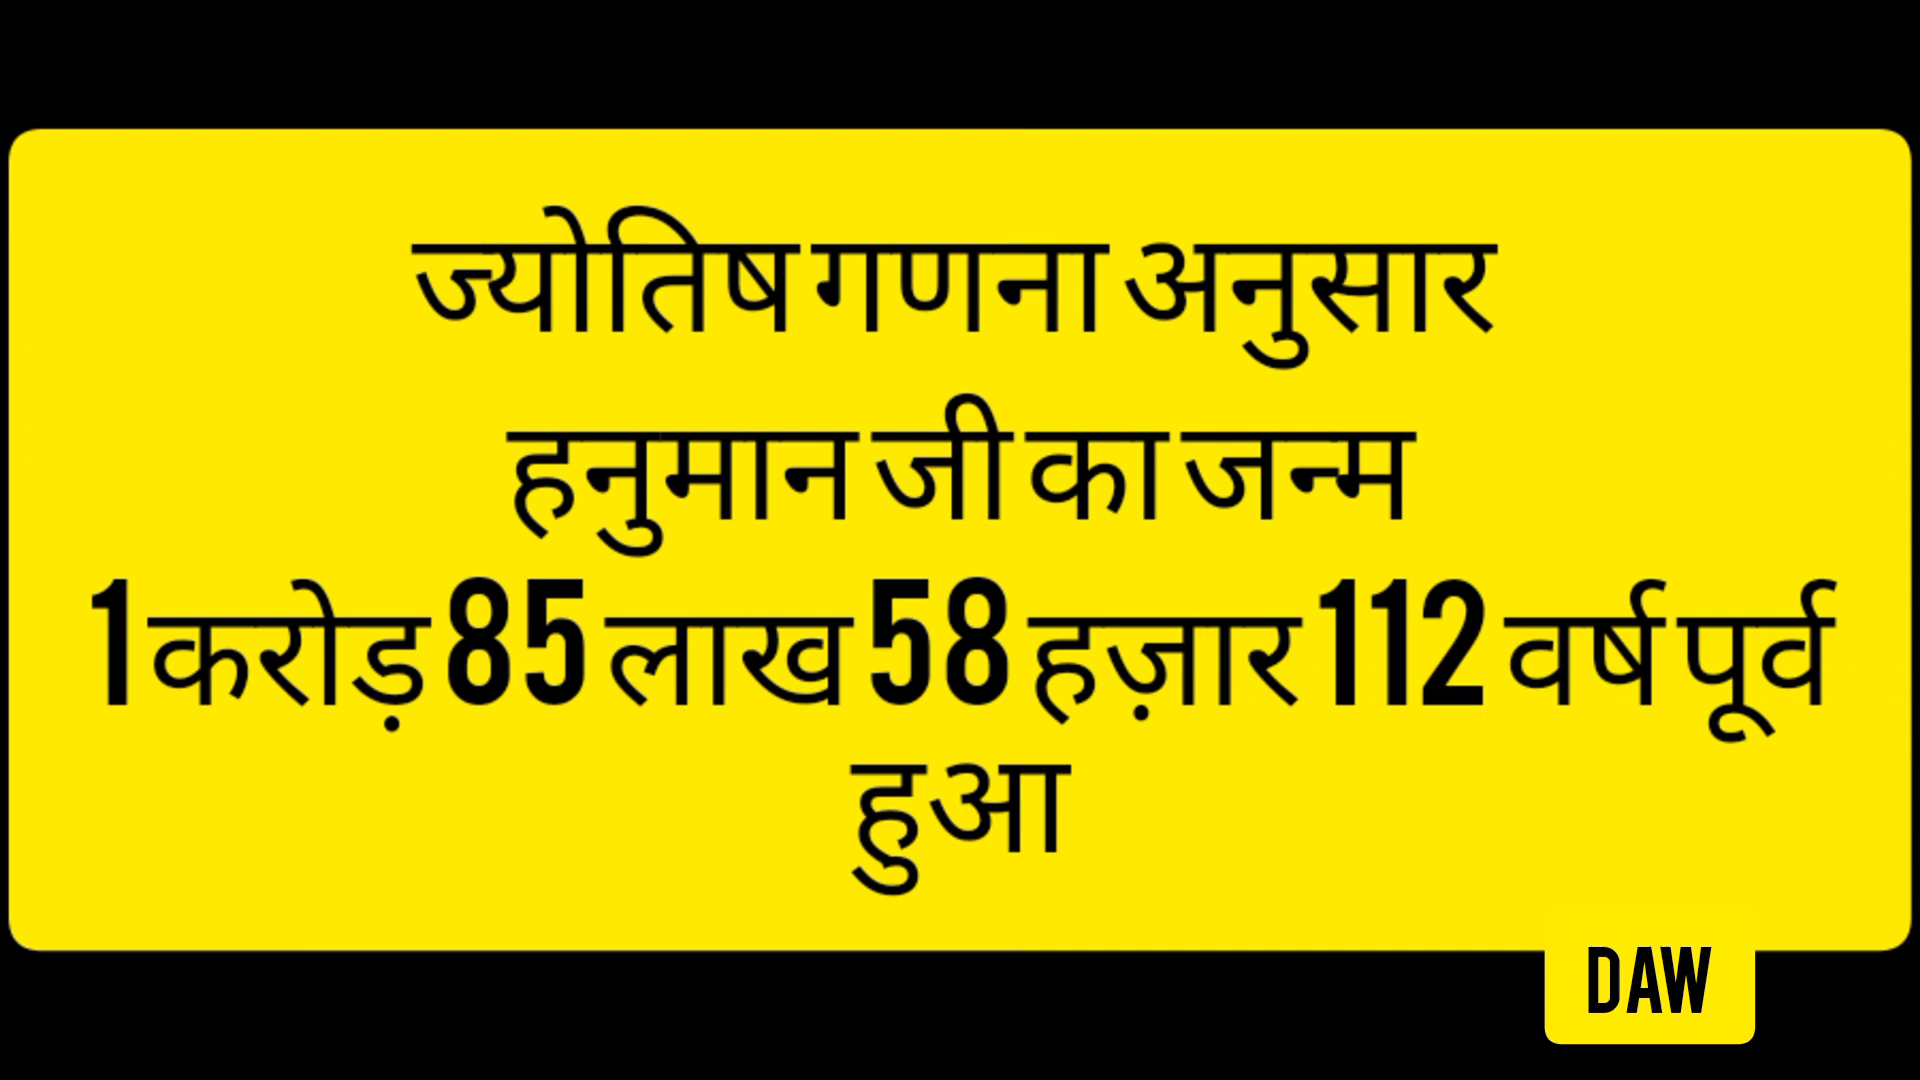 ज्योतिष गणना अनुसार
हनुमान जी का जन्म
1 करोड़ 85 लाख 58 हज़ार 112 वर्ष पूर्व
हुआ
DAW